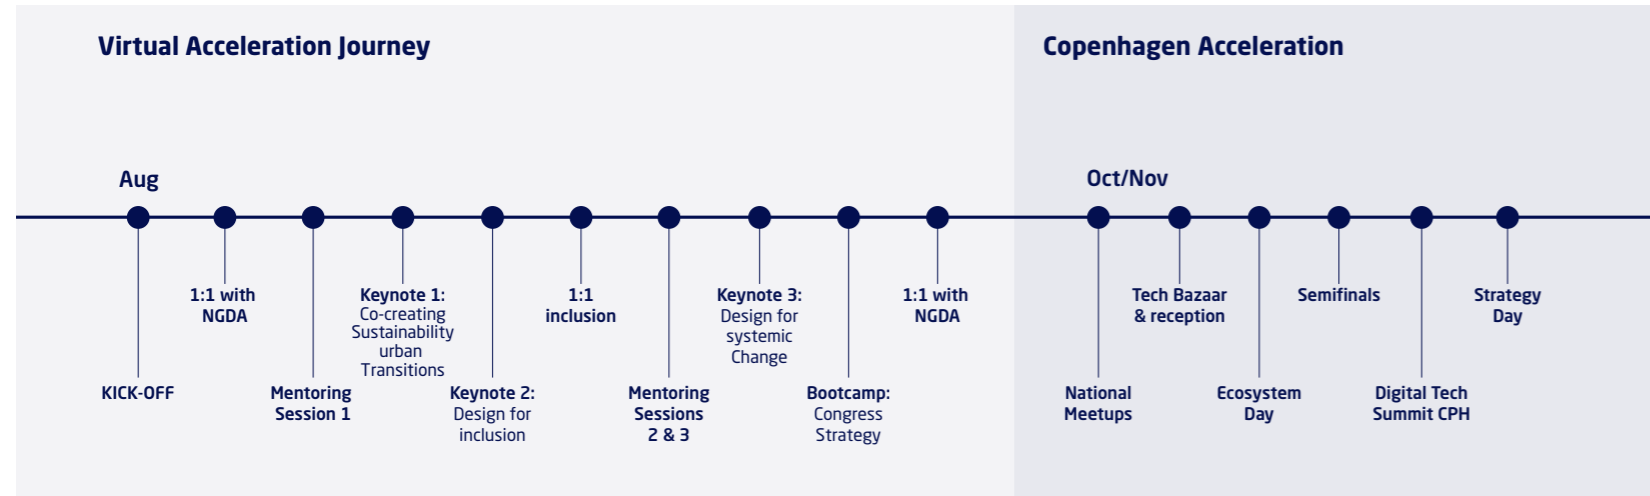 Virtual Acceleration Journey
Copenhagen Acceleration
Aug
Oct/Nov
KICK-OFF
1:1 with
NGDA
Mentoring
Session 1
Keynote 1:
Co-creating
Sustainability
urban
Transitions
Keynote 2:
Design for
inclusion
1:1
inclusion
Mentoring
Sessions
2 & 3
Keynote 3:
Design for
systemic
Change
Bootcamp:
Congress
Strategy
1:1 with
NGDA
National
Meetups
Tech Bazaar
& reception
Ecosystem
Day
Semifinals
Digital Tech
Summit CPH
Strategy
Day